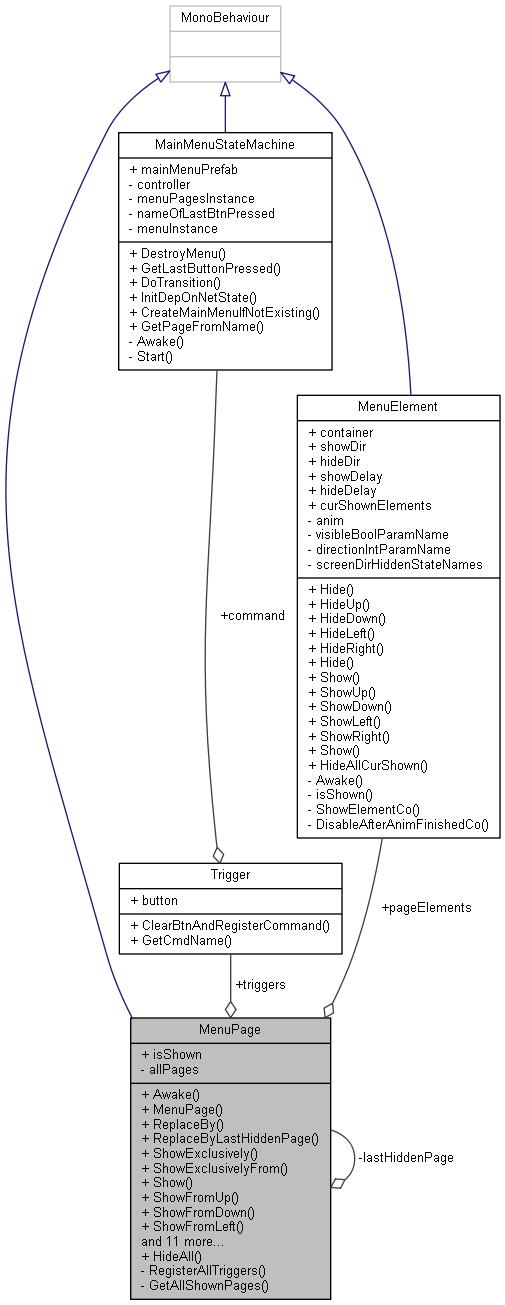 MonoBehaviour
MainMenuStateMachine
+ mainMenuPrefab
- controller
- menuPagesInstance
- nameOfLastBtnPressed
- menuInstance
+ DestroyMenu()
+ GetLastButtonPressed()
+ DoTransition()
+ InitDepOnNetState()
+ CreateMainMenuIfNotExisting()
+ GetPageFromName()
- Awake()
- Start()
MenuElement
+ container
+ showDir
+ hideDir
+ showDelay
+ hideDelay
+ curShownElements
- anim
- visibleBoolParamName
- directionIntParamName
- screenDirHiddenStateNames
+ Hide()
+ HideUp()
+ HideDown()
+ HideLeft()
+ HideRight()
+ Hide()
+ Show()
+ ShowUp()
+ ShowDown()
+ ShowLeft()
+ ShowRight()
+ Show()
+ HideAllCurShown()
- Awake()
- isShown()
- ShowElementCo()
- DisableAfterAnimFinishedCo()
+command
Trigger
+ button
+ ClearBtnAndRegisterCommand()
+ GetCmdName()
+pageElements
+triggers
MenuPage
+ isShown
- allPages
+ Awake()
+ MenuPage()
+ ReplaceBy()
+ ReplaceByLastHiddenPage()
+ ShowExclusively()
+ ShowExclusivelyFrom()
+ Show()
+ ShowFromUp()
+ ShowFromDown()
+ ShowFromLeft()
and 11 more...
+ HideAll()
- RegisterAllTriggers()
- GetAllShownPages()
-lastHiddenPage